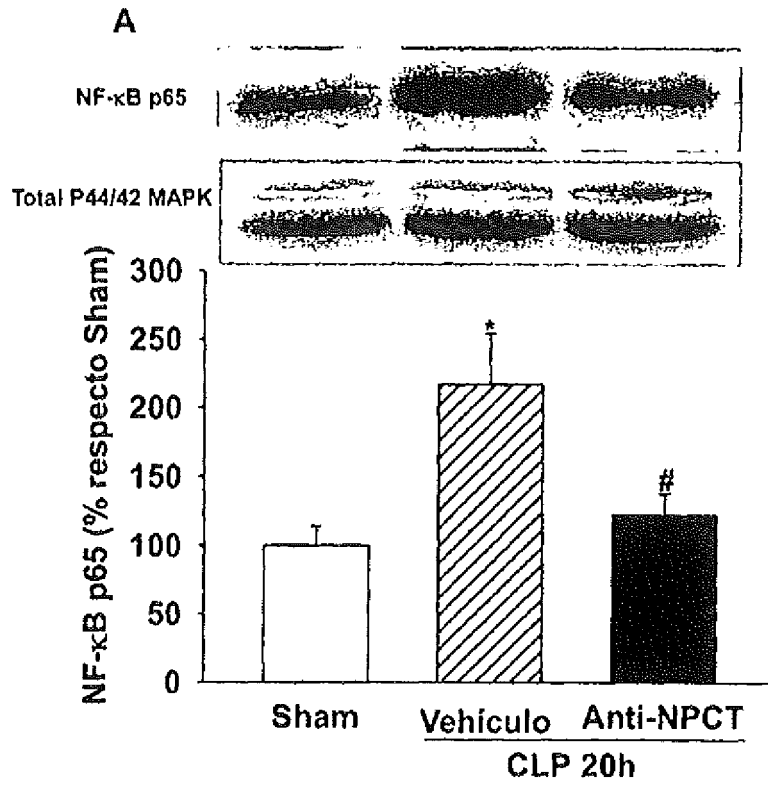 A
NF-κB p65
Total P44/42 MAPK
NF-κB p65 (% respecto Sham)
300
250
200
150
100
50
0
*
#
Sham
Vehículo
Anti-NPCT
CLP 20h